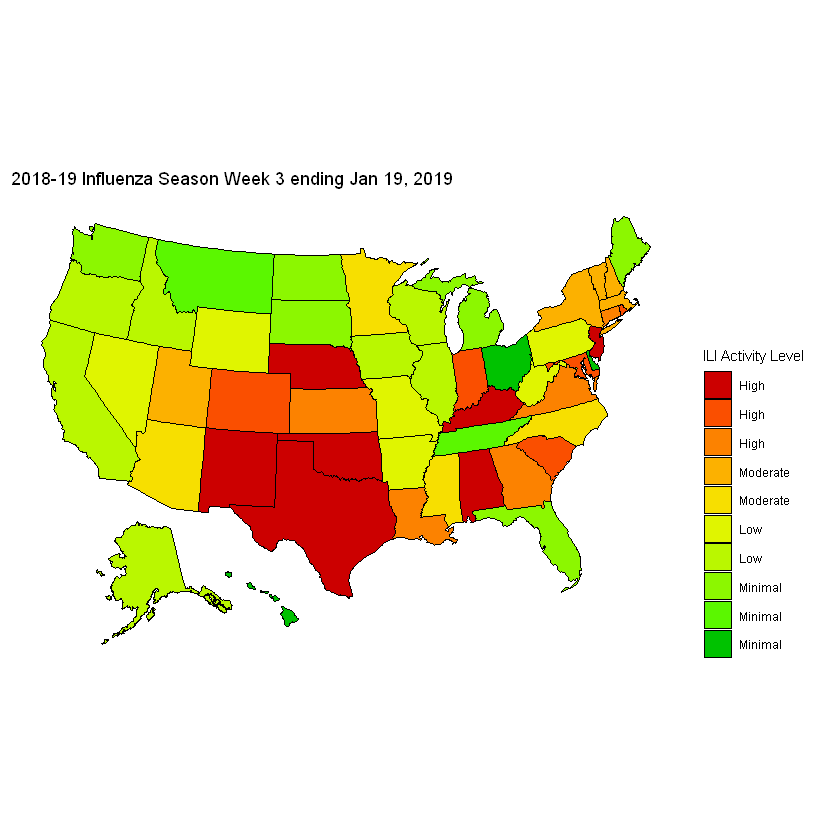 2018-19 Influenza Season Week 3 ending Jan 19, 2019
ILI Activity Level
High
High
High
Moderate
Moderate
Low
Low
Minimal
Minimal
Minimal